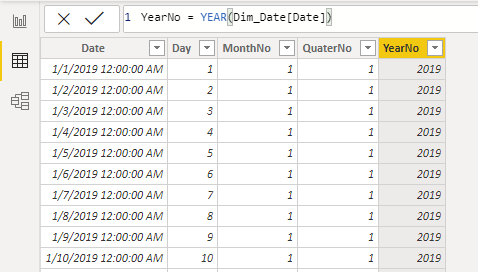 1 YearNo = YEAR(Dim_Date[Date])
Date Day MonthNo QuaterNo YearNo
1/1/2019 12:00:00 AM 1 1 1 2019
1/2/2019 12:00:00 AM 2 1 1 2019
1/3/2019 12:00:00 AM 3 1 1 2019
1/4/2019 12:00:00 AM 4 1 1 2019
1/5/2019 12:00:00 AM 5 1 1 2019
1/6/2019 12:00:00 AM 6 1 1 2019
1/7/2019 12:00:00 AM 7 1 1 2019
1/8/2019 12:00:00 AM 8 1 1 2019
1/9/2019 12:00:00 AM 9 1 1 2019
1/10/2019 12:00:00 AM 10 1 1 2019